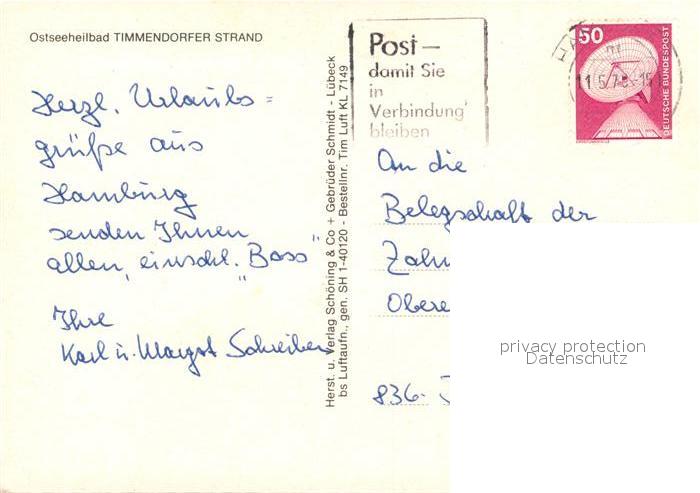 Ostseeheilbad TIMMENDORFER STRAND
Herzl. Urlaubs=
grüße aus
Hamburg
senden Ihnen
allen, einschl. "Boss"
Ihre
Karl u. Margot Schreiber
Herst. u. Verlag Schöning & Co + Gebrüder Schmidt - Lübeck
bs Luftaufn., gen. SH 1-40120 - Bestellnr. Tim Luft KL 7149
Post –
damit Sie
in
Verbindung
bleiben
50
DEUTSCHE BUNDESPOST
An die
Belegschaft der
Zahn
Obere
836-
privacy protection
Datenschutz